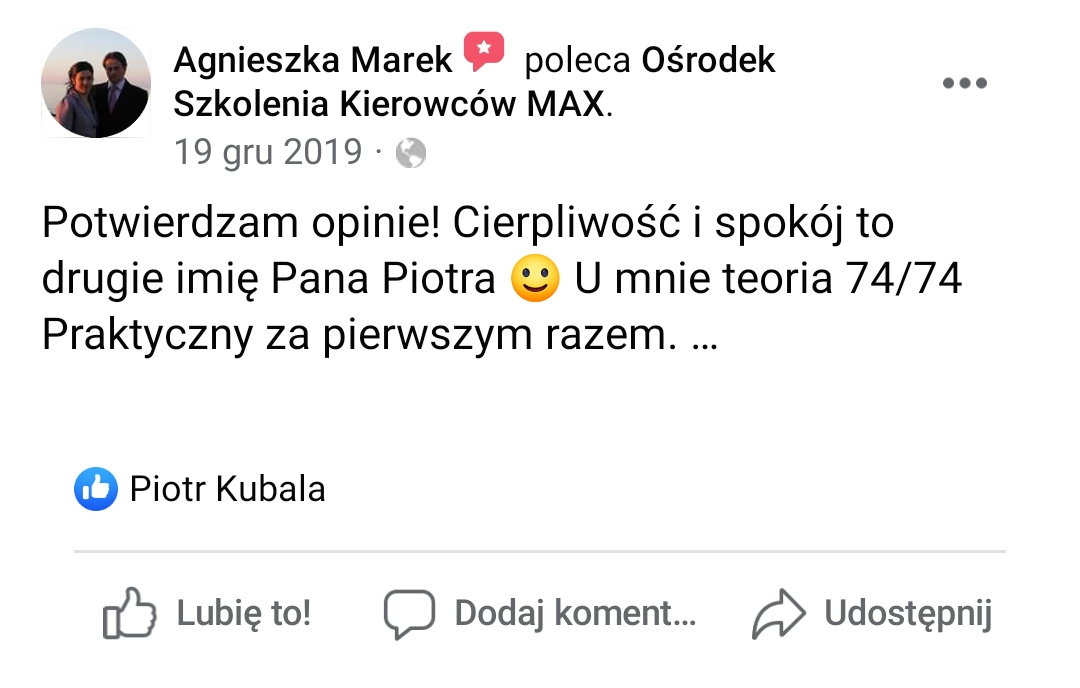 Agnieszka Marek poleca Ośrodek
Szkolenia Kierowców MAX.
19 gru 2019 ·
Potwierdzam opinie! Cierpliwość i spokój to
drugie imię Pana Piotra 🙂 U mnie teoria 74/74
Praktyczny za pierwszym razem. ...
Piotr Kubala
Lubię to! Dodaj koment... Udostępnij